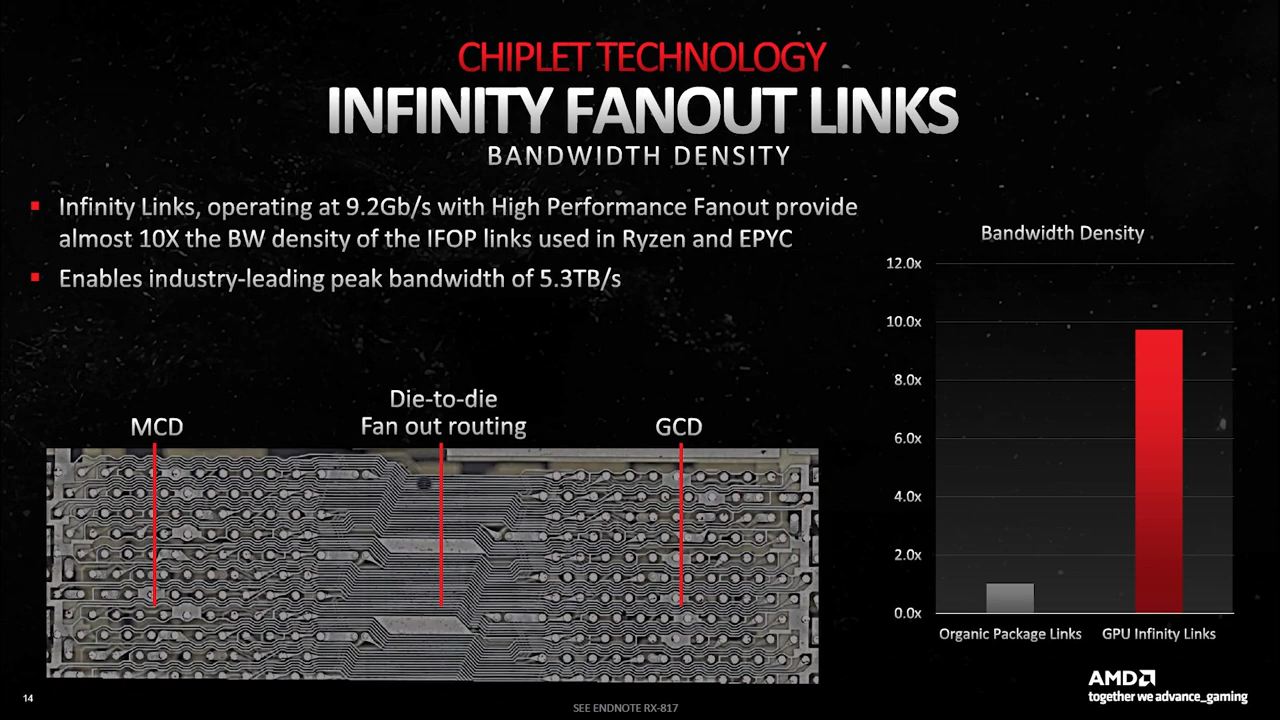 CHIPLET TECHNOLOGY
INFINITY FANOUT LINKS
BANDWIDTH DENSITY
Infinity Links, operating at 9.2Gb/s with High Performance Fanout provide
almost 10X the BW density of the IFOP links used in Ryzen and EPYC
Enables industry-leading peak bandwidth of 5.3TB/s
MCD
Die-to-die
Fan out routing
GCD
Bandwidth Density
12.0x
10.0x
8.0x
6.0x
4.0x
2.0x
0.0x
Organic Package Links
GPU Infinity Links
AMD
together we advance_gaming
14
SEE ENDNOTE RX-817